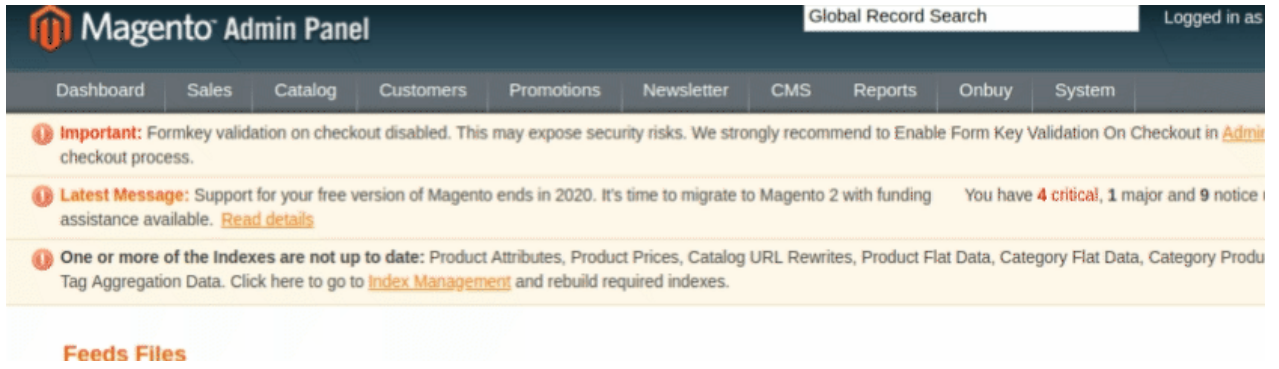 Magento Admin Panel
Global Record Search
Logged in as
Dashboard Sales Catalog Customers Promotions Newsletter CMS Reports Onbuy System
Important: Formkey validation on checkout disabled. This may expose security risks. We strongly recommend to Enable Form Key Validation On Checkout in Admin
checkout process.
Latest Message: Support for your free version of Magento ends in 2020. It's time to migrate to Magento 2 with funding
assistance available. Read details
You have 4 critical, 1 major and 9 notice
One or more of the Indexes are not up to date: Product Attributes, Product Prices, Catalog URL Rewrites, Product Flat Data, Category Flat Data, Category Produ
Tag Aggregation Data. Click here to go to Index Management and rebuild required indexes.
Feeds Files